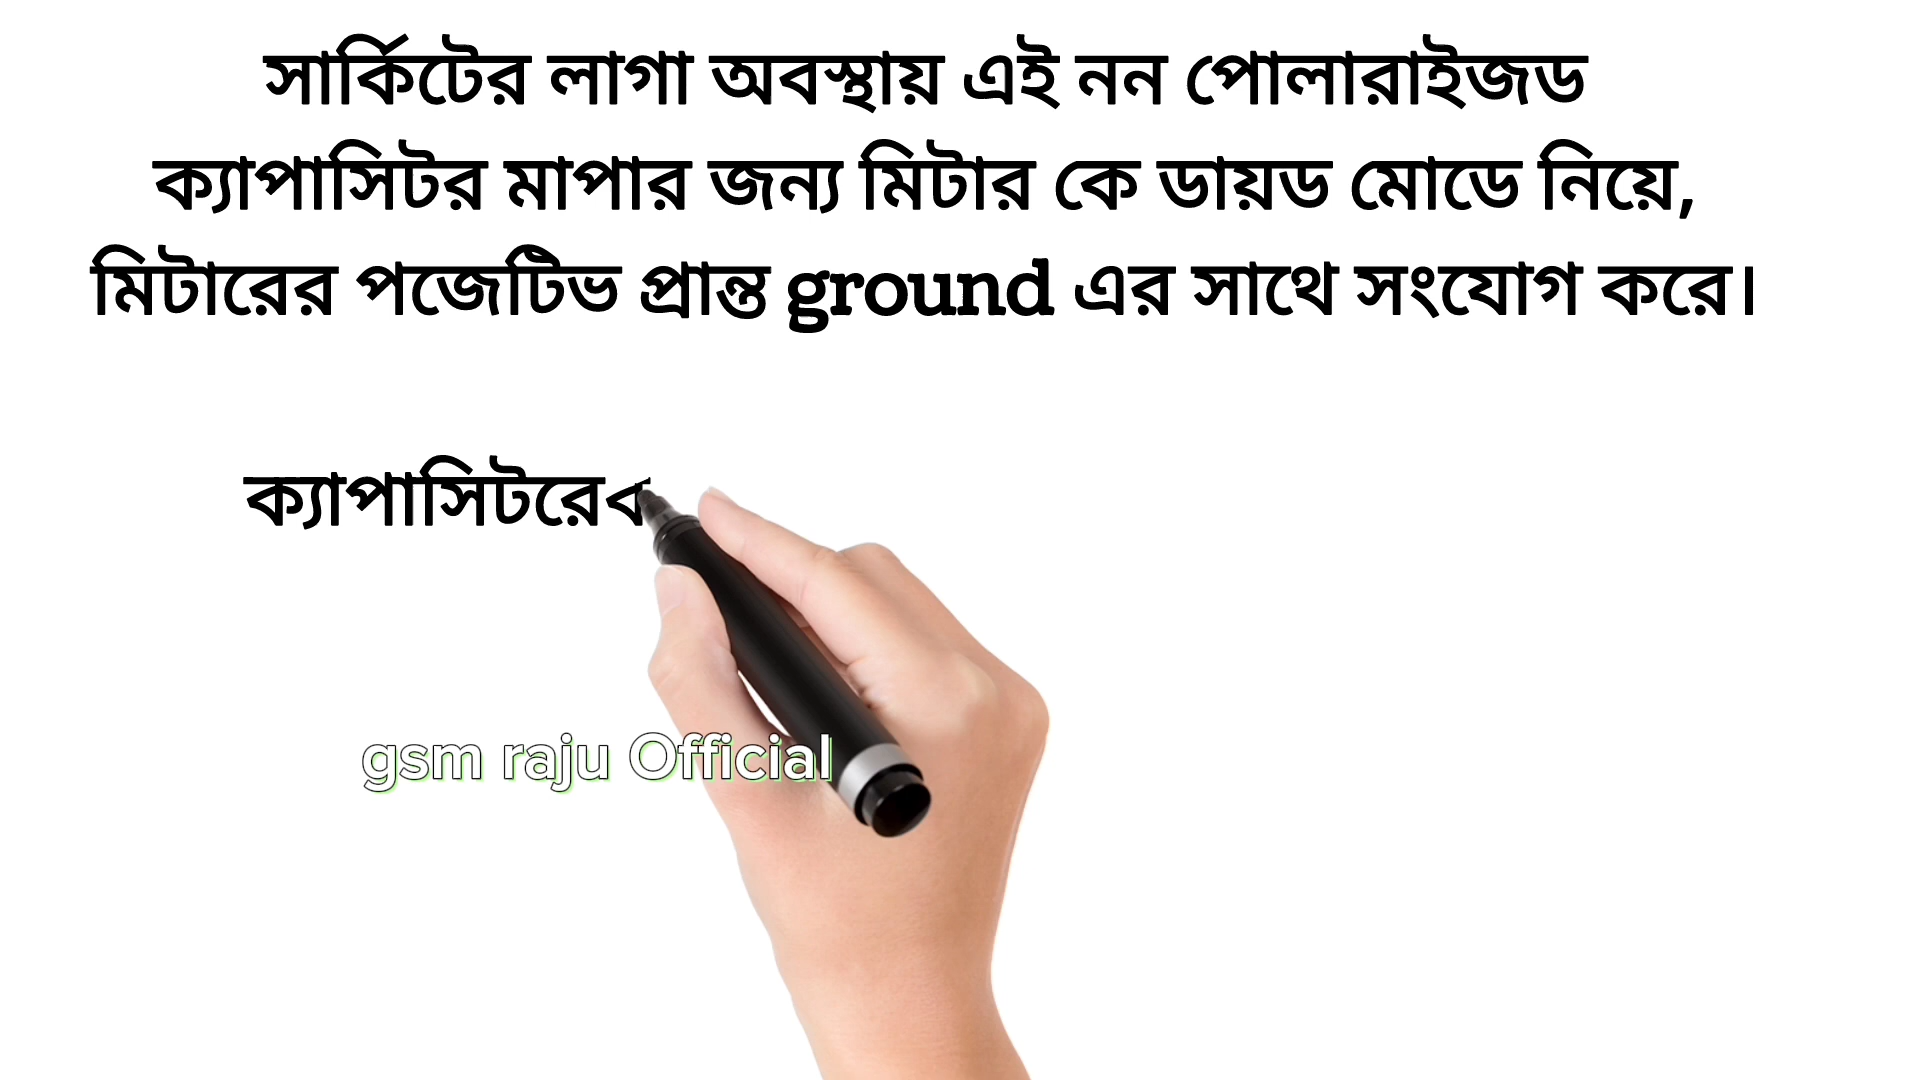 সার্কিটের লাগা অবস্থায় এই নন পোলারাইজড
ক্যাপাসিটর মাপার জন্য মিটার কে ডায়ড মোডে নিয়ে,
মিটারের পজেটিভ প্রান্ত ground এর সাথে সংযোগ করে।
ক্যাপাসিটরের
gsm raju Official